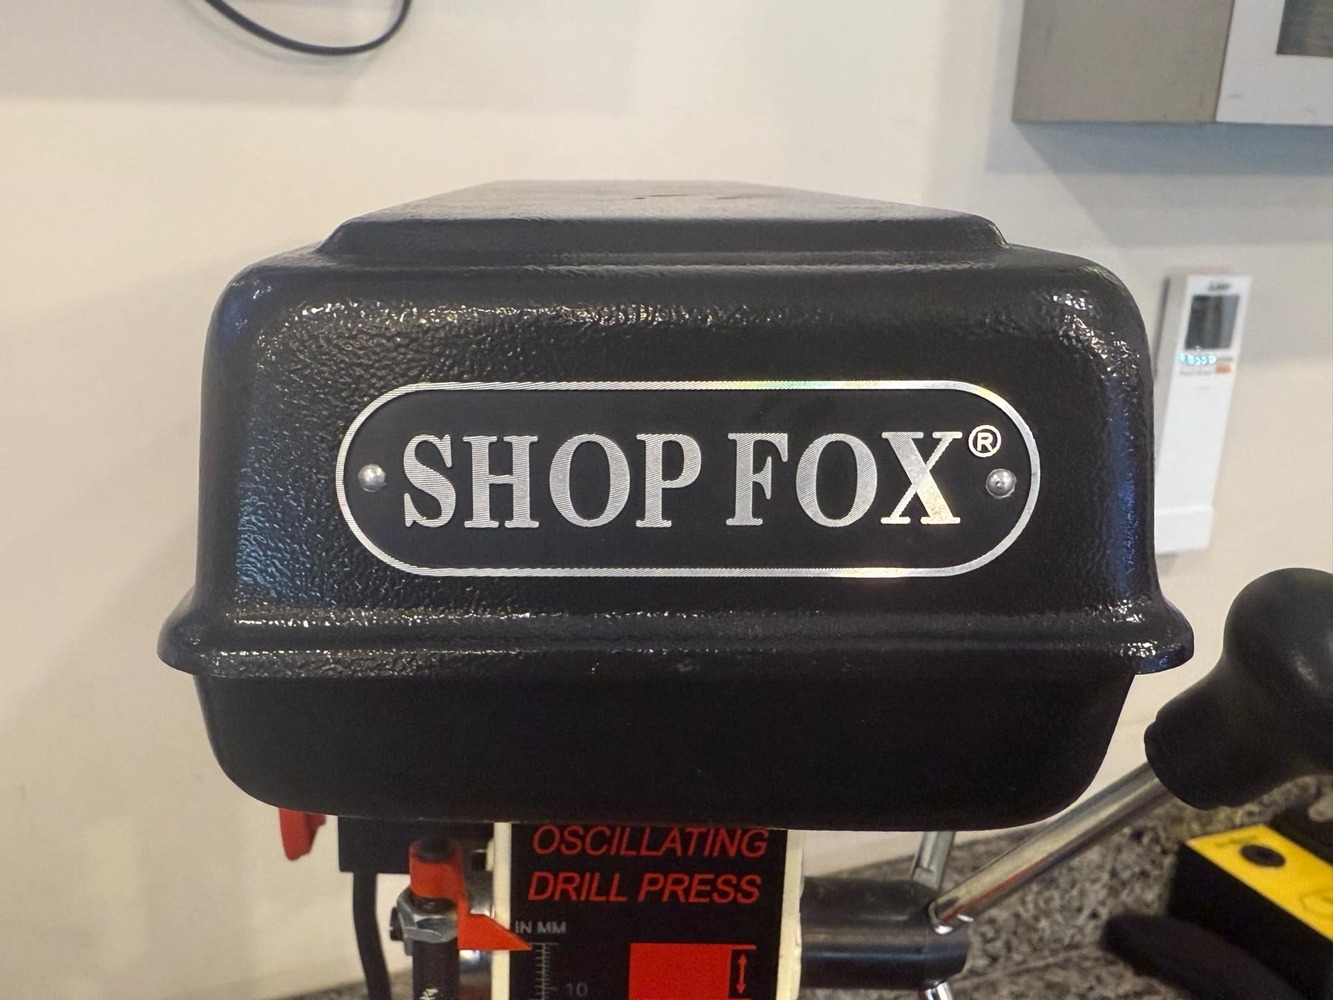 SHOP FOX®
OSCILLATING
DRILL PRESS
IN MM
10